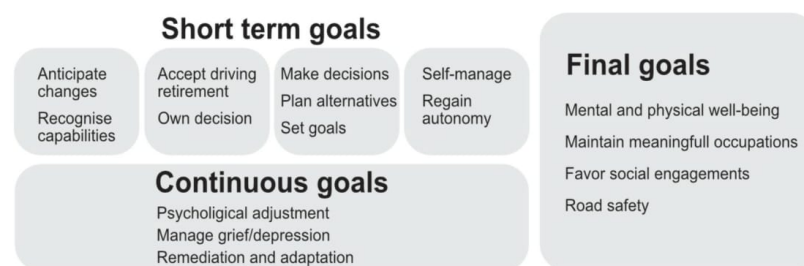 Short term goals
Anticipate
changes
Recognise
capabilities
Accept driving
retirement
Own decision
Make decisions
Plan alternatives
Set goals
Self-manage
Regain
autonomy
Continuous goals
Psycholigical adjustment
Manage grief/depression
Remediation and adaptation
Final goals
Mental and physical well-being
Maintain meaningfull occupations
Favor social engagements
Road safety